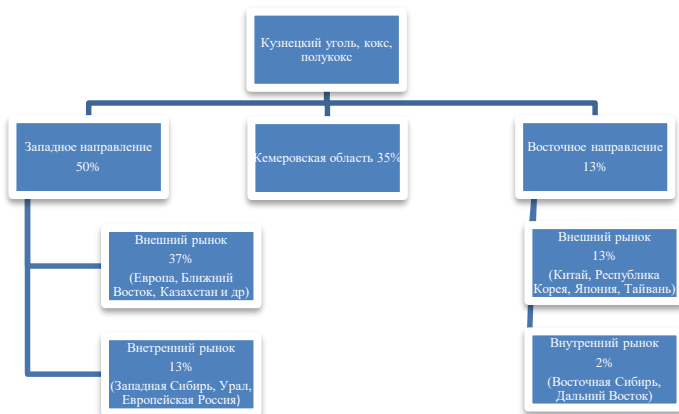 Кузнецкий уголь, кокс,
полукокс
Западное направление
50%
Кемеровская область 35%
Восточное направление
13%
Внешний рынок
37%
(Европа, Ближний
Восток, Казахстан и др)
Внетренний рынок
13%
(Западная Сибирь, Урал,
Европейская Россия)
Внешний рынок
13%
(Китай, Республика
Корея, Япония, Тайвань)
Внутренний рынок
2%
(Восточная Сибирь,
Дальний Восток)